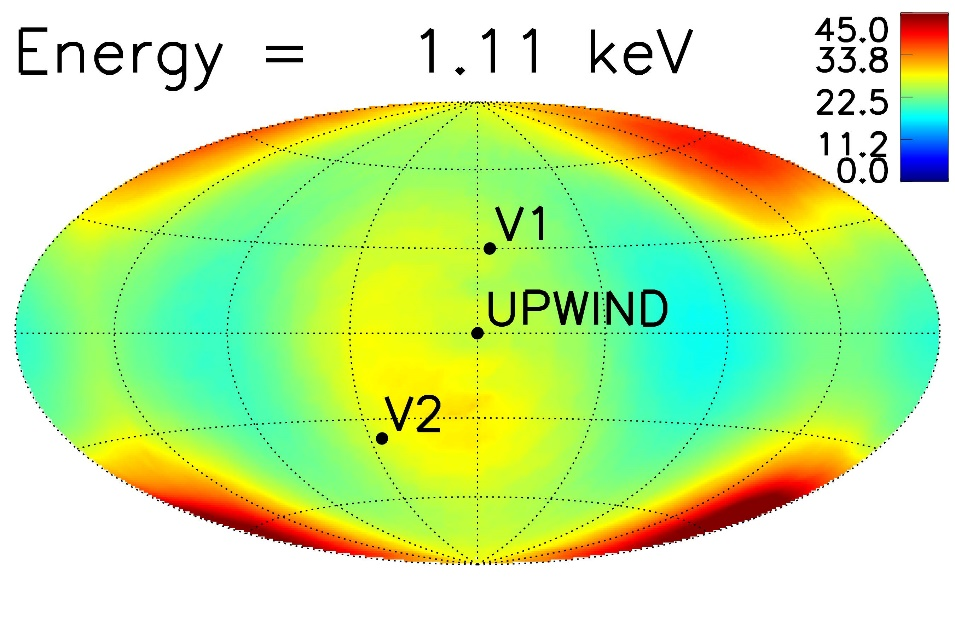 Energy = 1.11 keV
45.0
33.8
22.5
11.2
0.0
V1
UPWIND
V2